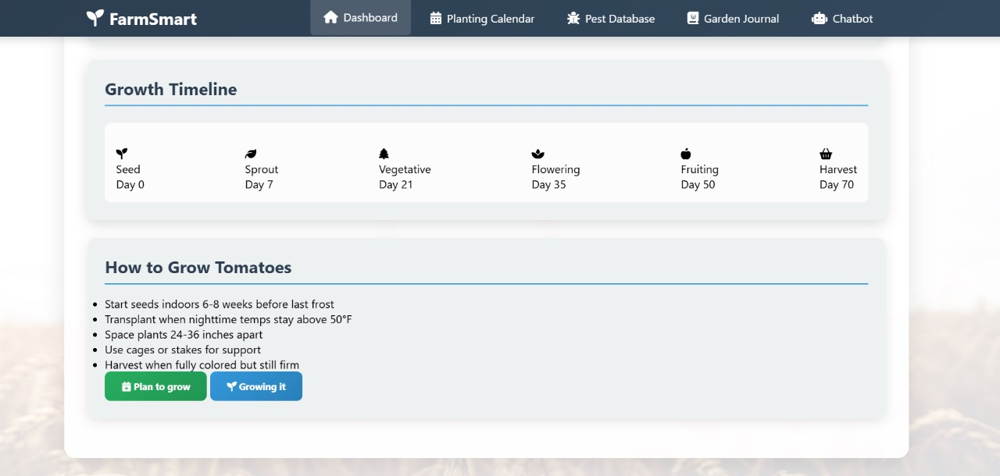 FarmSmart
Dashboard
Planting Calendar
Pest Database
Garden Journal
Chatbot
Growth Timeline
Seed
Day 0
Sprout
Day 7
Vegetative
Day 21
Flowering
Day 35
Fruiting
Day 50
Harvest
Day 70
How to Grow Tomatoes
Start seeds indoors 6-8 weeks before last frost
Transplant when nighttime temps stay above 50°F
Space plants 24-36 inches apart
Use cages or stakes for support
Harvest when fully colored but still firm
Plan to grow
Growing it